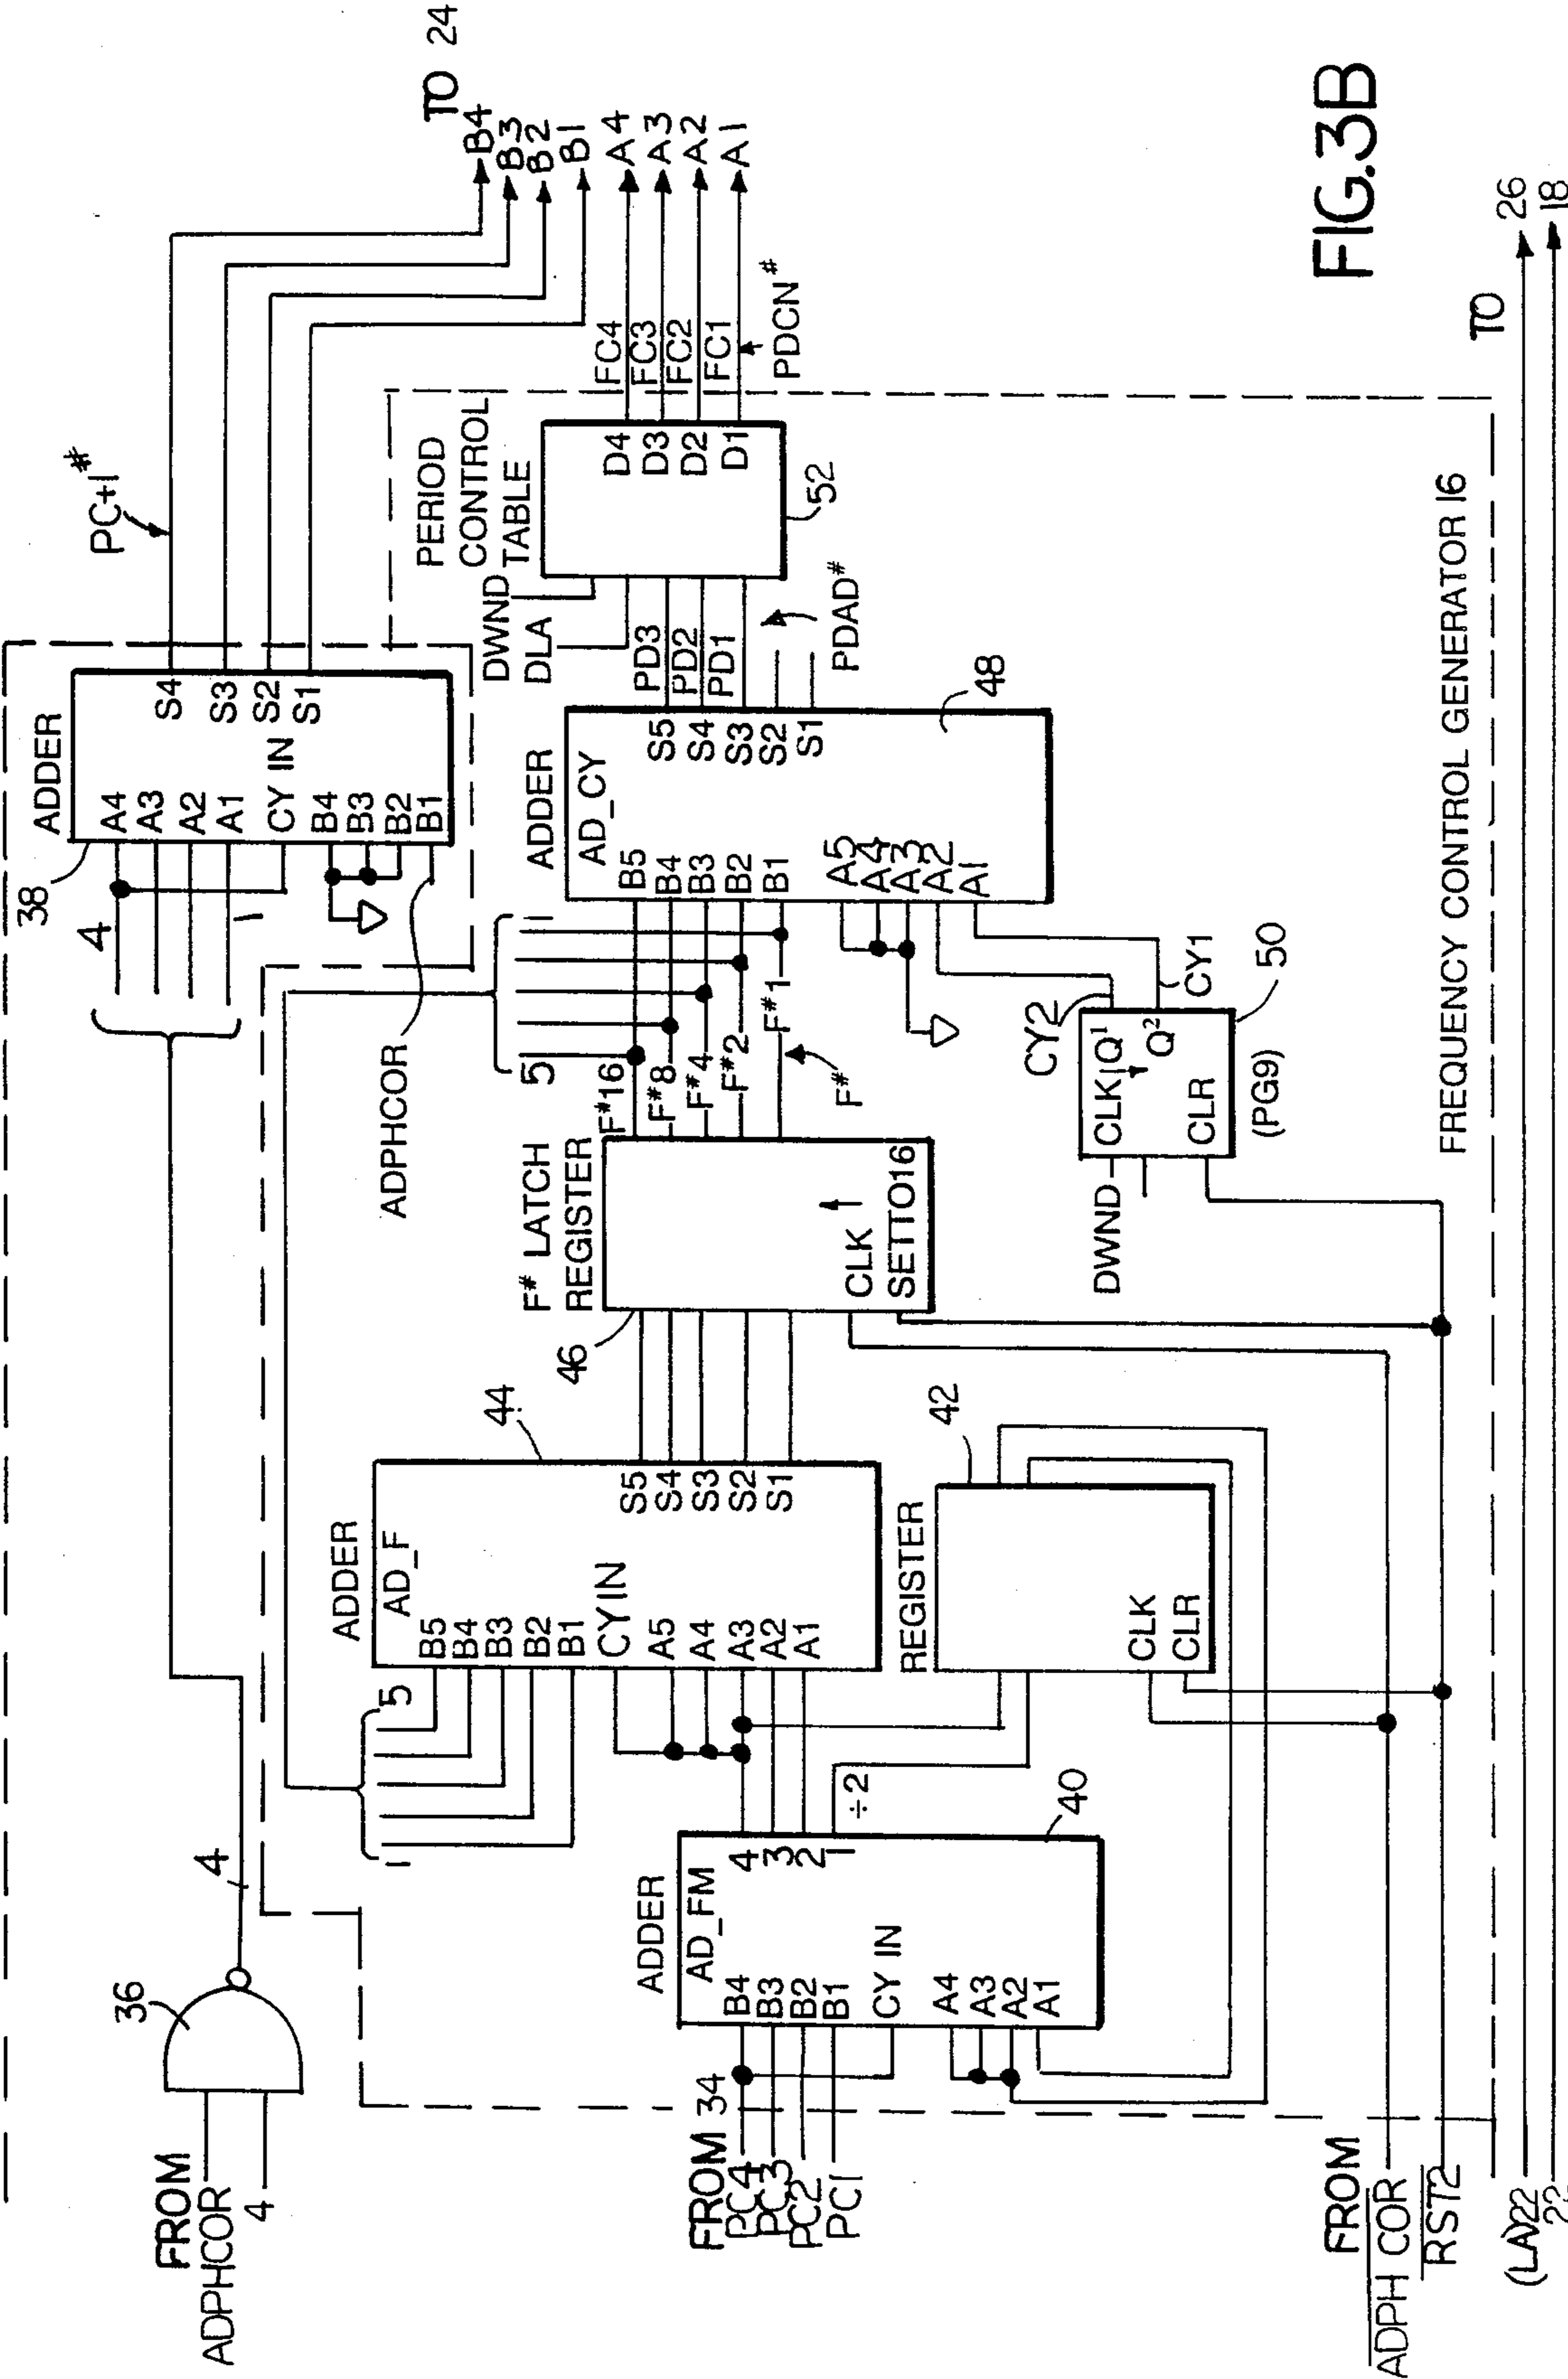 FROM
ADPHCOR
4
36
4
38
ADDER
4
1
A4
A3
A2
A1
CY IN
B4
B3
B2
B1
S4
S3
S2
S1
ADPHCOR
PC+1#
TO 24
B4
B3
B2
B1
A4
A3
A2
A1
FROM 34
PC4
PC3
PC2
PC1
ADDER
AD_FM
B4
B3
B2
B1
CY IN
A4
A3
A2
A1
4
3
2
1
÷2
40
5
1
ADDER
AD_F
44
B5
B4
B3
B2
B1
CYIN
A5
A4
A3
A2
A1
S5
S4
S3
S2
S1
REGISTER
42
CLK
CLR
F# LATCH
REGISTER
46
CLK
SETTO16
F#16
F#8
F#4
F#2
F#1
F#
5
1
ADDER
AD_CY
B5
B4
B3
B2
B1
A5
A4
A3
A2
A1
S5
S4
S3
S2
S1
48
DWND
CLK1
Q1
Q2
CLR
(PG9)
50
CY2
CY1
DWND
DLA
PD3
PD2
PD1
PDAD#
PERIOD
CONTROL
TABLE
D4
D3
D2
D1
52
FC4
FC3
FC2
FC1
PDCN#
FREQUENCY CONTROL GENERATOR 16
FROM
ADPH COR
RST2
(LA)22
22
TO
26
18
FIG.3B